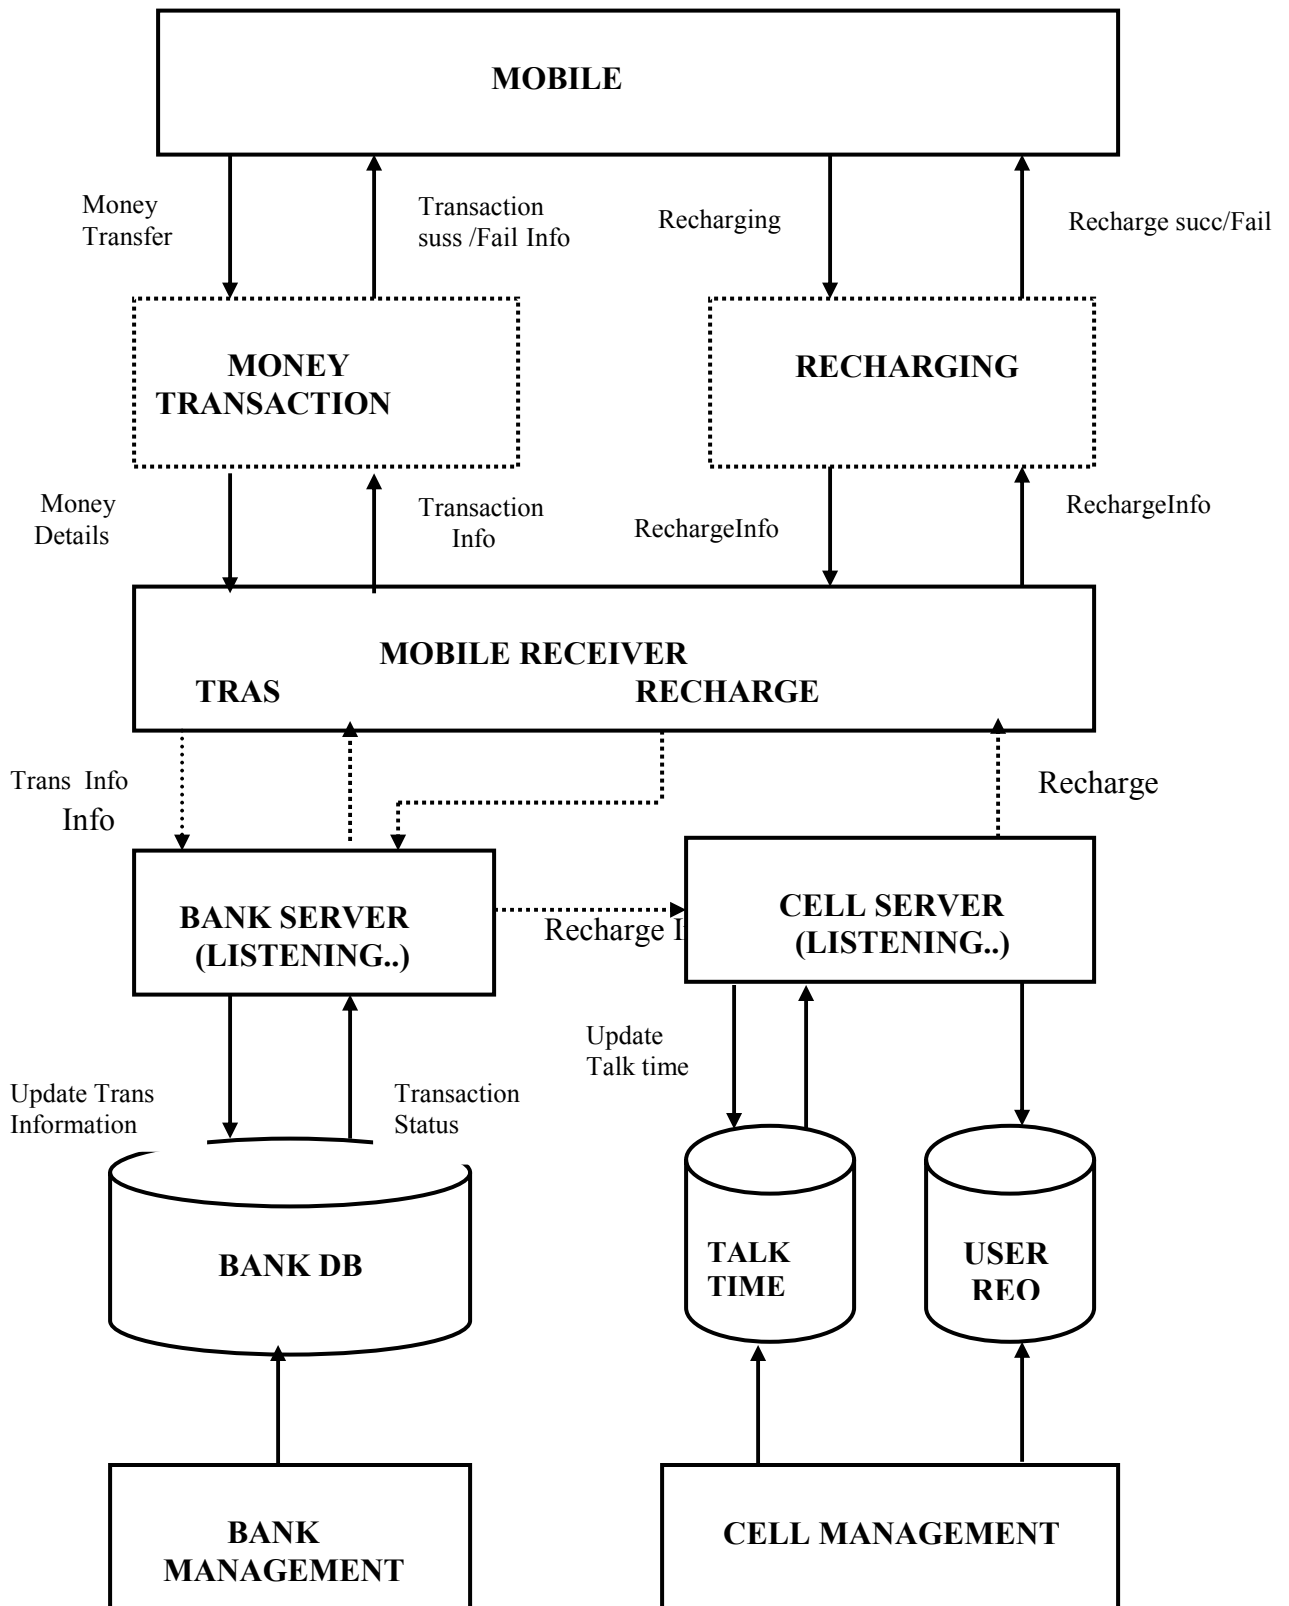 MOBILE
Money
Transfer
Transaction
suss /Fail Info
Recharging
Recharge succ/Fail
MONEY
TRANSACTION
RECHARGING
Money
Details
Transaction
Info
RechargeInfo
RechargeInfo
MOBILE RECEIVER
TRAS RECHARGE
Trans Info
Info
Recharge
BANK SERVER
(LISTENING..)
Recharge
CELL SERVER
(LISTENING..)
Update
Talk time
Update Trans
Information
Transaction
Status
BANK DB
TALK
TIME
USER
REQ
BANK
MANAGEMENT
CELL MANAGEMENT